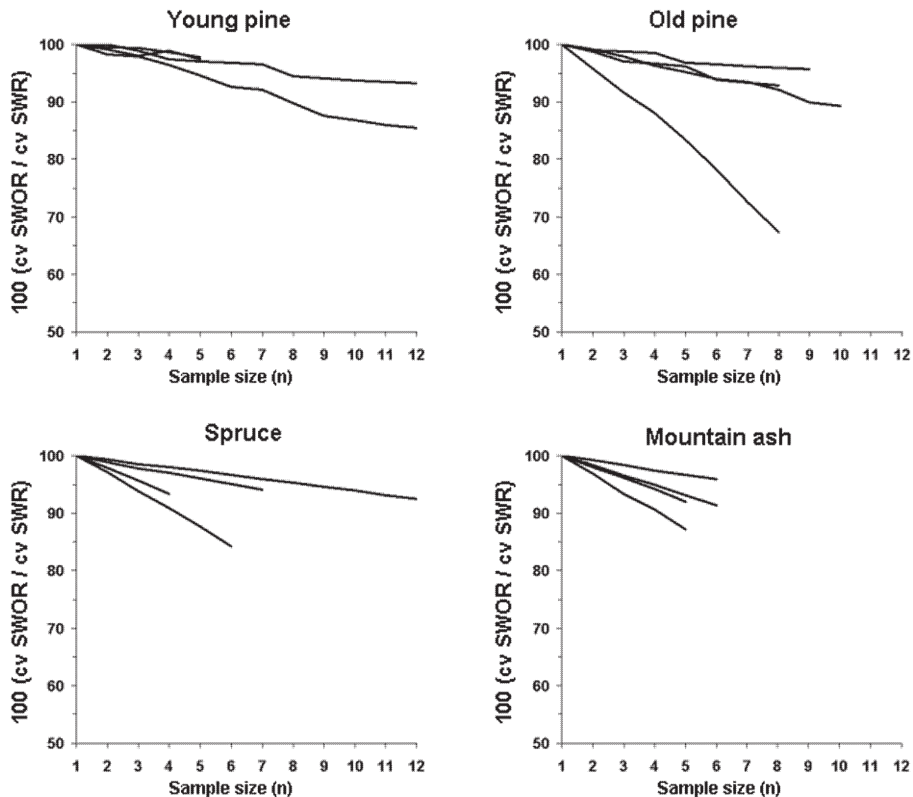 Young pine
100 (cv SWOR / cv SWR)
100
90
80
70
60
50
1 2 3 4 5 6 7 8 9 10 11 12
Sample size (n)
Old pine
100 (cv SWOR / cv SWR)
100
90
80
70
60
50
1 2 3 4 5 6 7 8 9 10 11 12
Sample size (n)
Spruce
100 (cv SWOR / cv SWR)
100
90
80
70
60
50
1 2 3 4 5 6 7 8 9 10 11 12
Sample size (n)
Mountain ash
100 (cv SWOR / cv SWR)
100
90
80
70
60
50
1 2 3 4 5 6 7 8 9 10 11 12
Sample size (n)